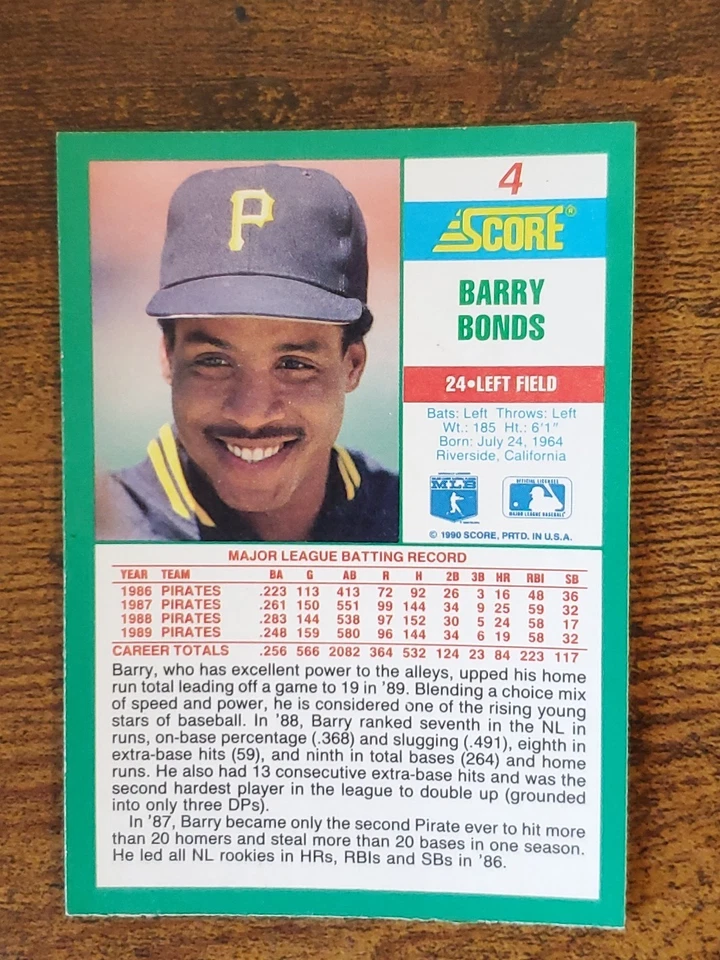 P
4
SCORE®
BARRY
BONDS
24•LEFT FIELD
Bats: Left Throws: Left
Wt.: 185 Ht.: 6'1"
Born: July 24, 1964
Riverside, California
MLB
OFFICIAL LICENSEE
MAJOR LEAGUE BASEBALL
© 1990 SCORE, PRTD. IN U.S.A.
MAJOR LEAGUE BATTING RECORD
YEAR TEAM BA G AB R H 2B 3B HR RBI SB
1986 PIRATES .223 113 413 72 92 26 3 16 48 36
1987 PIRATES .261 150 551 99 144 34 9 25 59 32
1988 PIRATES .283 144 538 97 152 30 5 24 58 17
1989 PIRATES .248 159 580 96 144 34 6 19 58 32
CAREER TOTALS .256 566 2082 364 532 124 23 84 223 117
Barry, who has excellent power to the alleys, upped his home
run total leading off a game to 19 in '89. Blending a choice mix
of speed and power, he is considered one of the rising young
stars of baseball. In '88, Barry ranked seventh in the NL in
runs, on-base percentage (.368) and slugging (.491), eighth in
extra-base hits (59), and ninth in total bases (264) and home
runs. He also had 13 consecutive extra-base hits and was the
second hardest player in the league to double up (grounded
into only three DPs).
In '87, Barry became only the second Pirate ever to hit more
than 20 homers and steal more than 20 bases in one season.
He led all NL rookies in HRs, RBIs and SBs in '86.